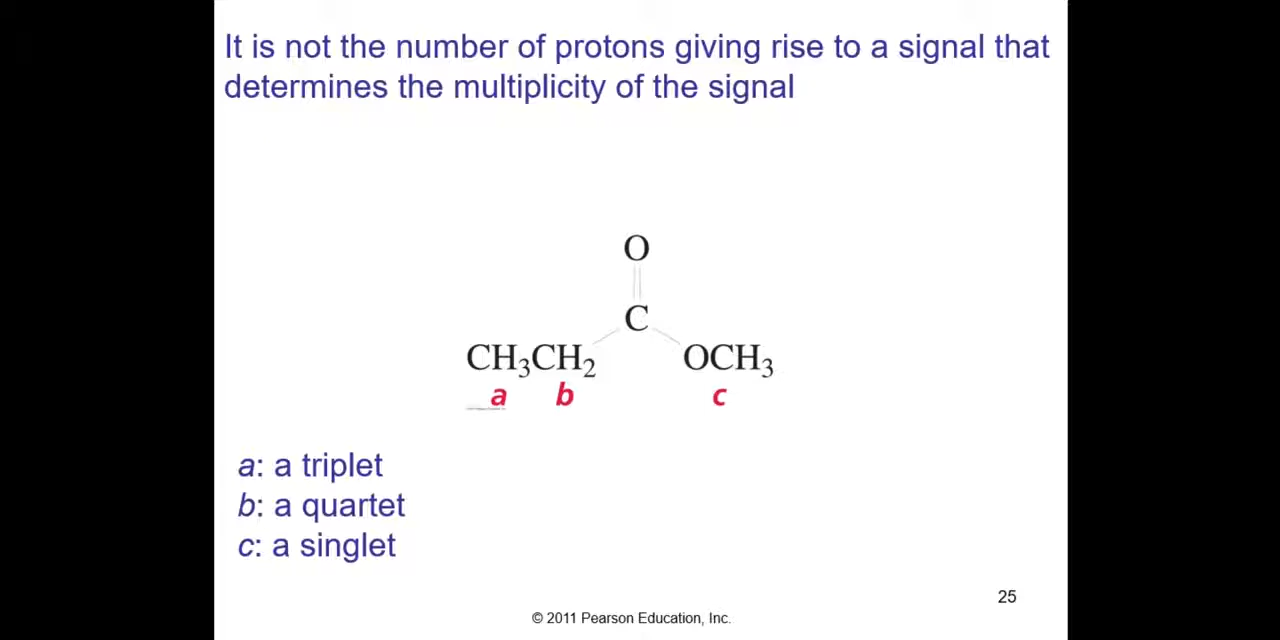 It is not the number of protons giving rise to a signal that
determines the multiplicity of the signal
O
C
CH₃CH₂ OCH₃
a b c
a: a triplet
b: a quartet
c: a singlet
25
© 2011 Pearson Education, Inc.